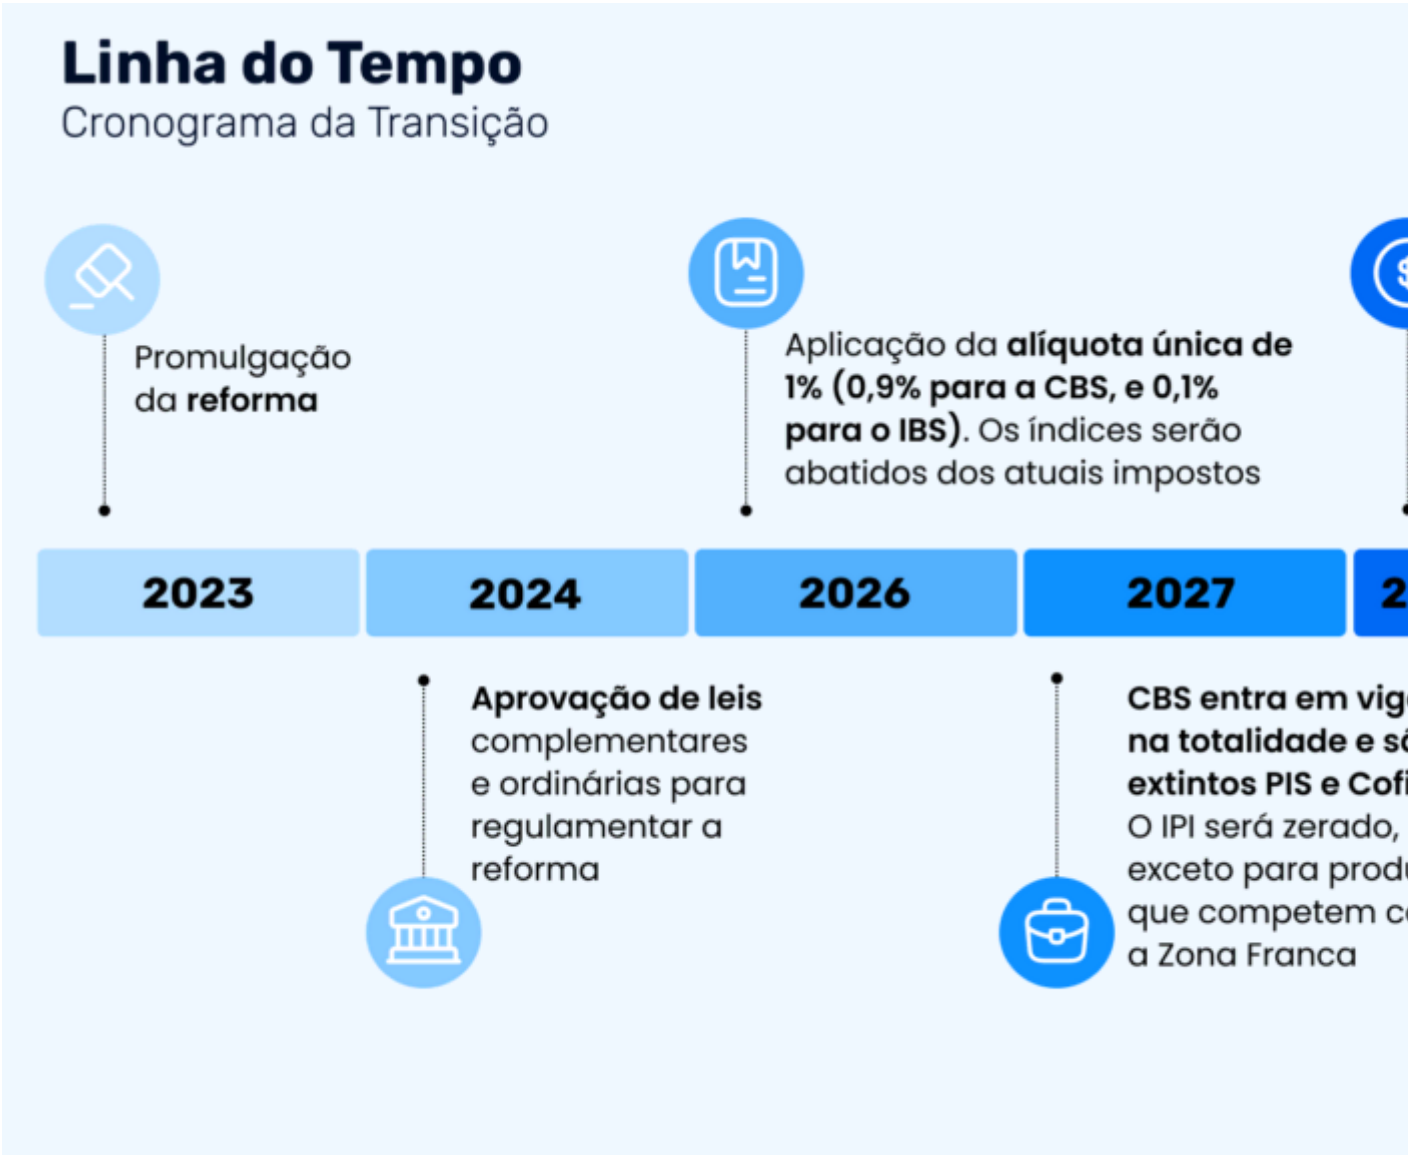 Linha do Tempo
Cronograma da Transição
Promulgação
da reforma
Aplicação da alíquota única de
1% (0,9% para a CBS, e 0,1%
para o IBS). Os índices serão
abatidos dos atuais impostos
2023
2024
2026
2027
Aprovação de leis
complementares
e ordinárias para
regulamentar a
reforma
CBS entra em
na totalidade e
extintos PIS e
O IPI será zerado,
exceto para
que competem
a Zona Franca